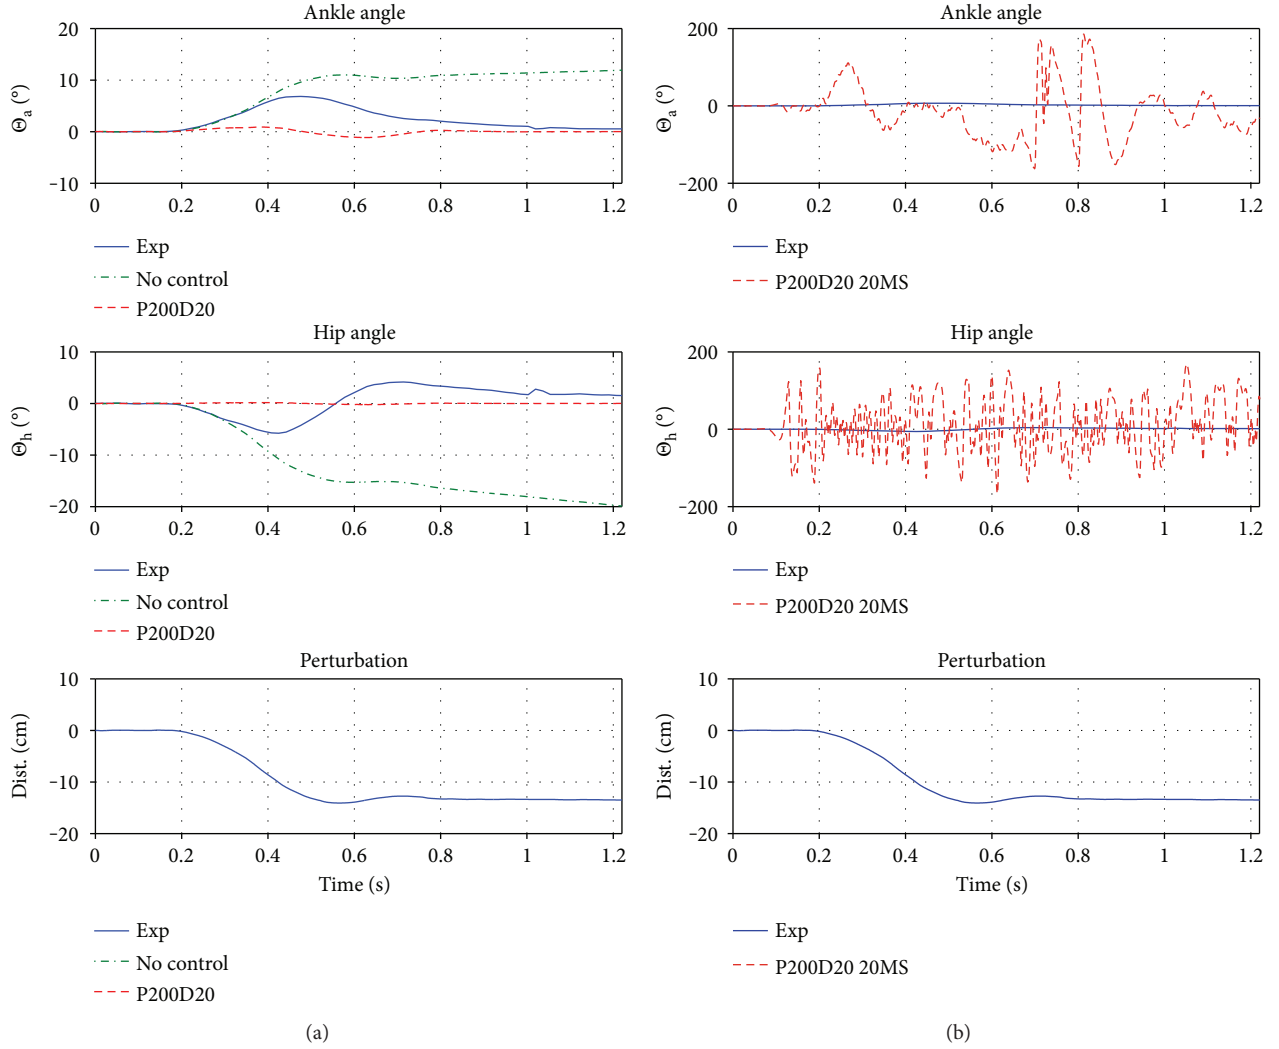 Ankle angle
20
10
0
−10
Θa (°)
0 0.2 0.4 0.6 0.8 1 1.2
Exp
No control
P200D20
Hip angle
10
0
−10
−20
Θh (°)
0 0.2 0.4 0.6 0.8 1 1.2
Exp
No control
P200D20
Perturbation
10
0
−10
−20
Dist. (cm)
0 0.2 0.4 0.6 0.8 1 1.2
Time (s)
Exp
No control
P200D20
(a)
Ankle angle
200
0
−200
Θa (°)
0 0.2 0.4 0.6 0.8 1 1.2
Exp
P200D20 20MS
Hip angle
200
0
−200
Θh (°)
0 0.2 0.4 0.6 0.8 1 1.2
Exp
P200D20 20MS
Perturbation
10
0
−10
−20
Dist. (cm)
0 0.2 0.4 0.6 0.8 1 1.2
Time (s)
Exp
P200D20 20MS
(b)